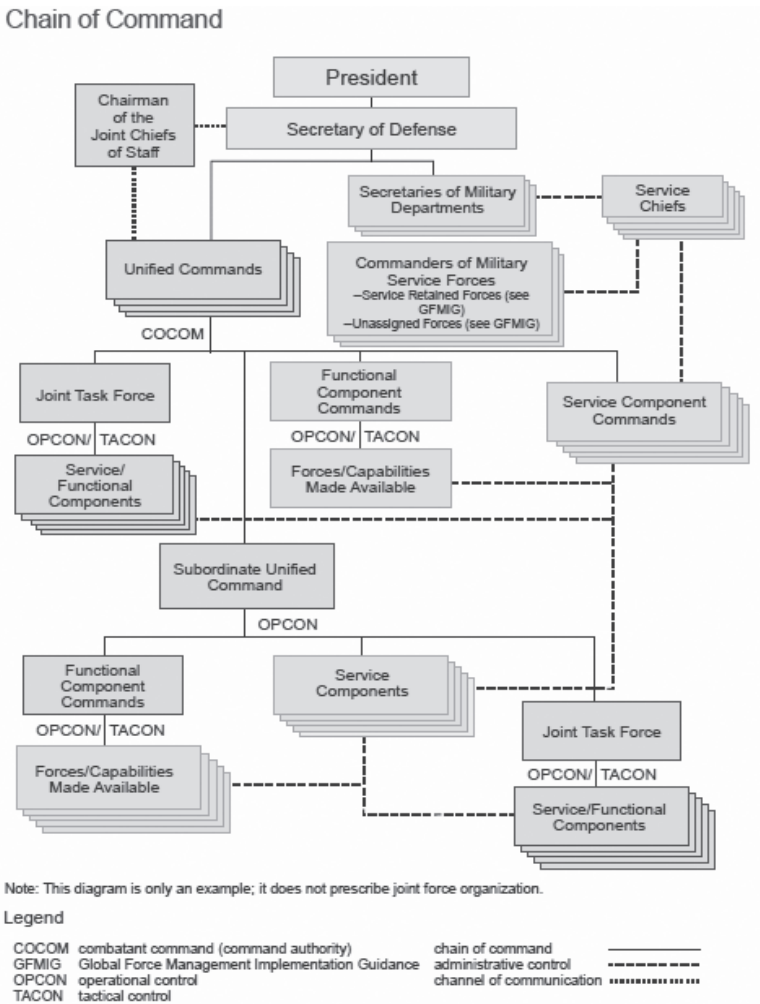 Chain of Command
President
Chairman
of the
Joint Chiefs
of Staff
Secretary of Defense
Secretaries of Military
Departments
Service
Chiefs
Unified Commands
Commanders of Military
Service Forces
–Service Retained Forces (see
GFMIG)
–Unassigned Forces (see GFMIG)
COCOM
Joint Task Force
Functional
Component
Commands
Service Component
Commands
OPCON/ TACON
OPCON/ TACON
Service/
Functional
Components
Forces/Capabilities
Made Available
Subordinate Unified
Command
OPCON
Functional
Component
Commands
Service
Components
Joint Task Force
OPCON/ TACON
OPCON/ TACON
Forces/Capabilities
Made Available
Service/Functional
Components
Note: This diagram is only an example; it does not prescribe joint force organization.
Legend
COCOM combatant command (command authority) chain of command
GFMIG Global Force Management Implementation Guidance administrative control
OPCON operational control channel of communication
TACON tactical control